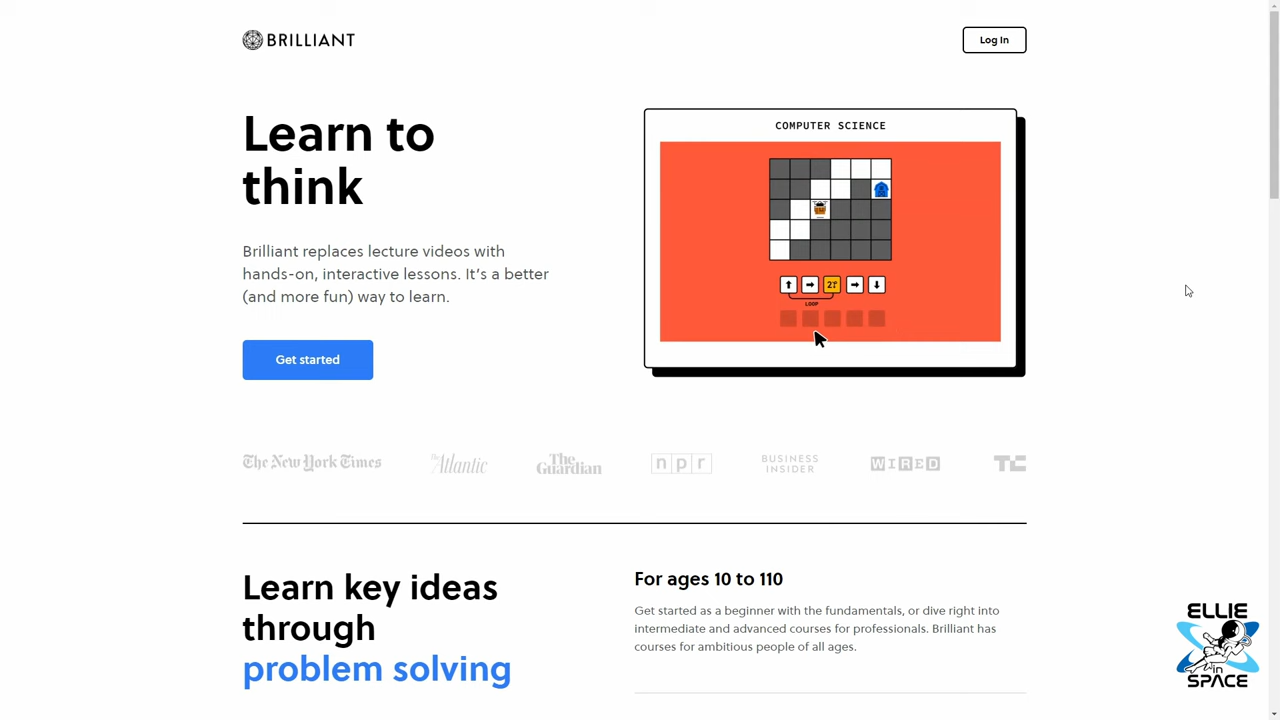 BRILLIANT
Log In
Learn to
think
Brilliant replaces lecture videos with
hands-on, interactive lessons. It's a better
(and more fun) way to learn.
Get started
COMPUTER SCIENCE
LOOP
The New York Times
The Atlantic
The
Guardian
npr
BUSINESS
INSIDER
WIRED
TC
Learn key ideas
through
problem solving
For ages 10 to 110
Get started as a beginner with the fundamentals, or dive right into
intermediate and advanced courses for professionals. Brilliant has
courses for ambitious people of all ages.
ELLIE
in
SPACE